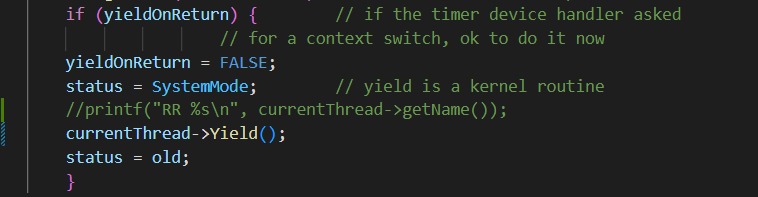 if (yieldOnReturn) {          // if the timer device handler asked
                    // for a context switch, ok to do it now
yieldOnReturn = FALSE;
status = SystemMode;          // yield is a kernel routine
//printf("RR %s\n", currentThread->getName());
currentThread->Yield();
status = old;
}